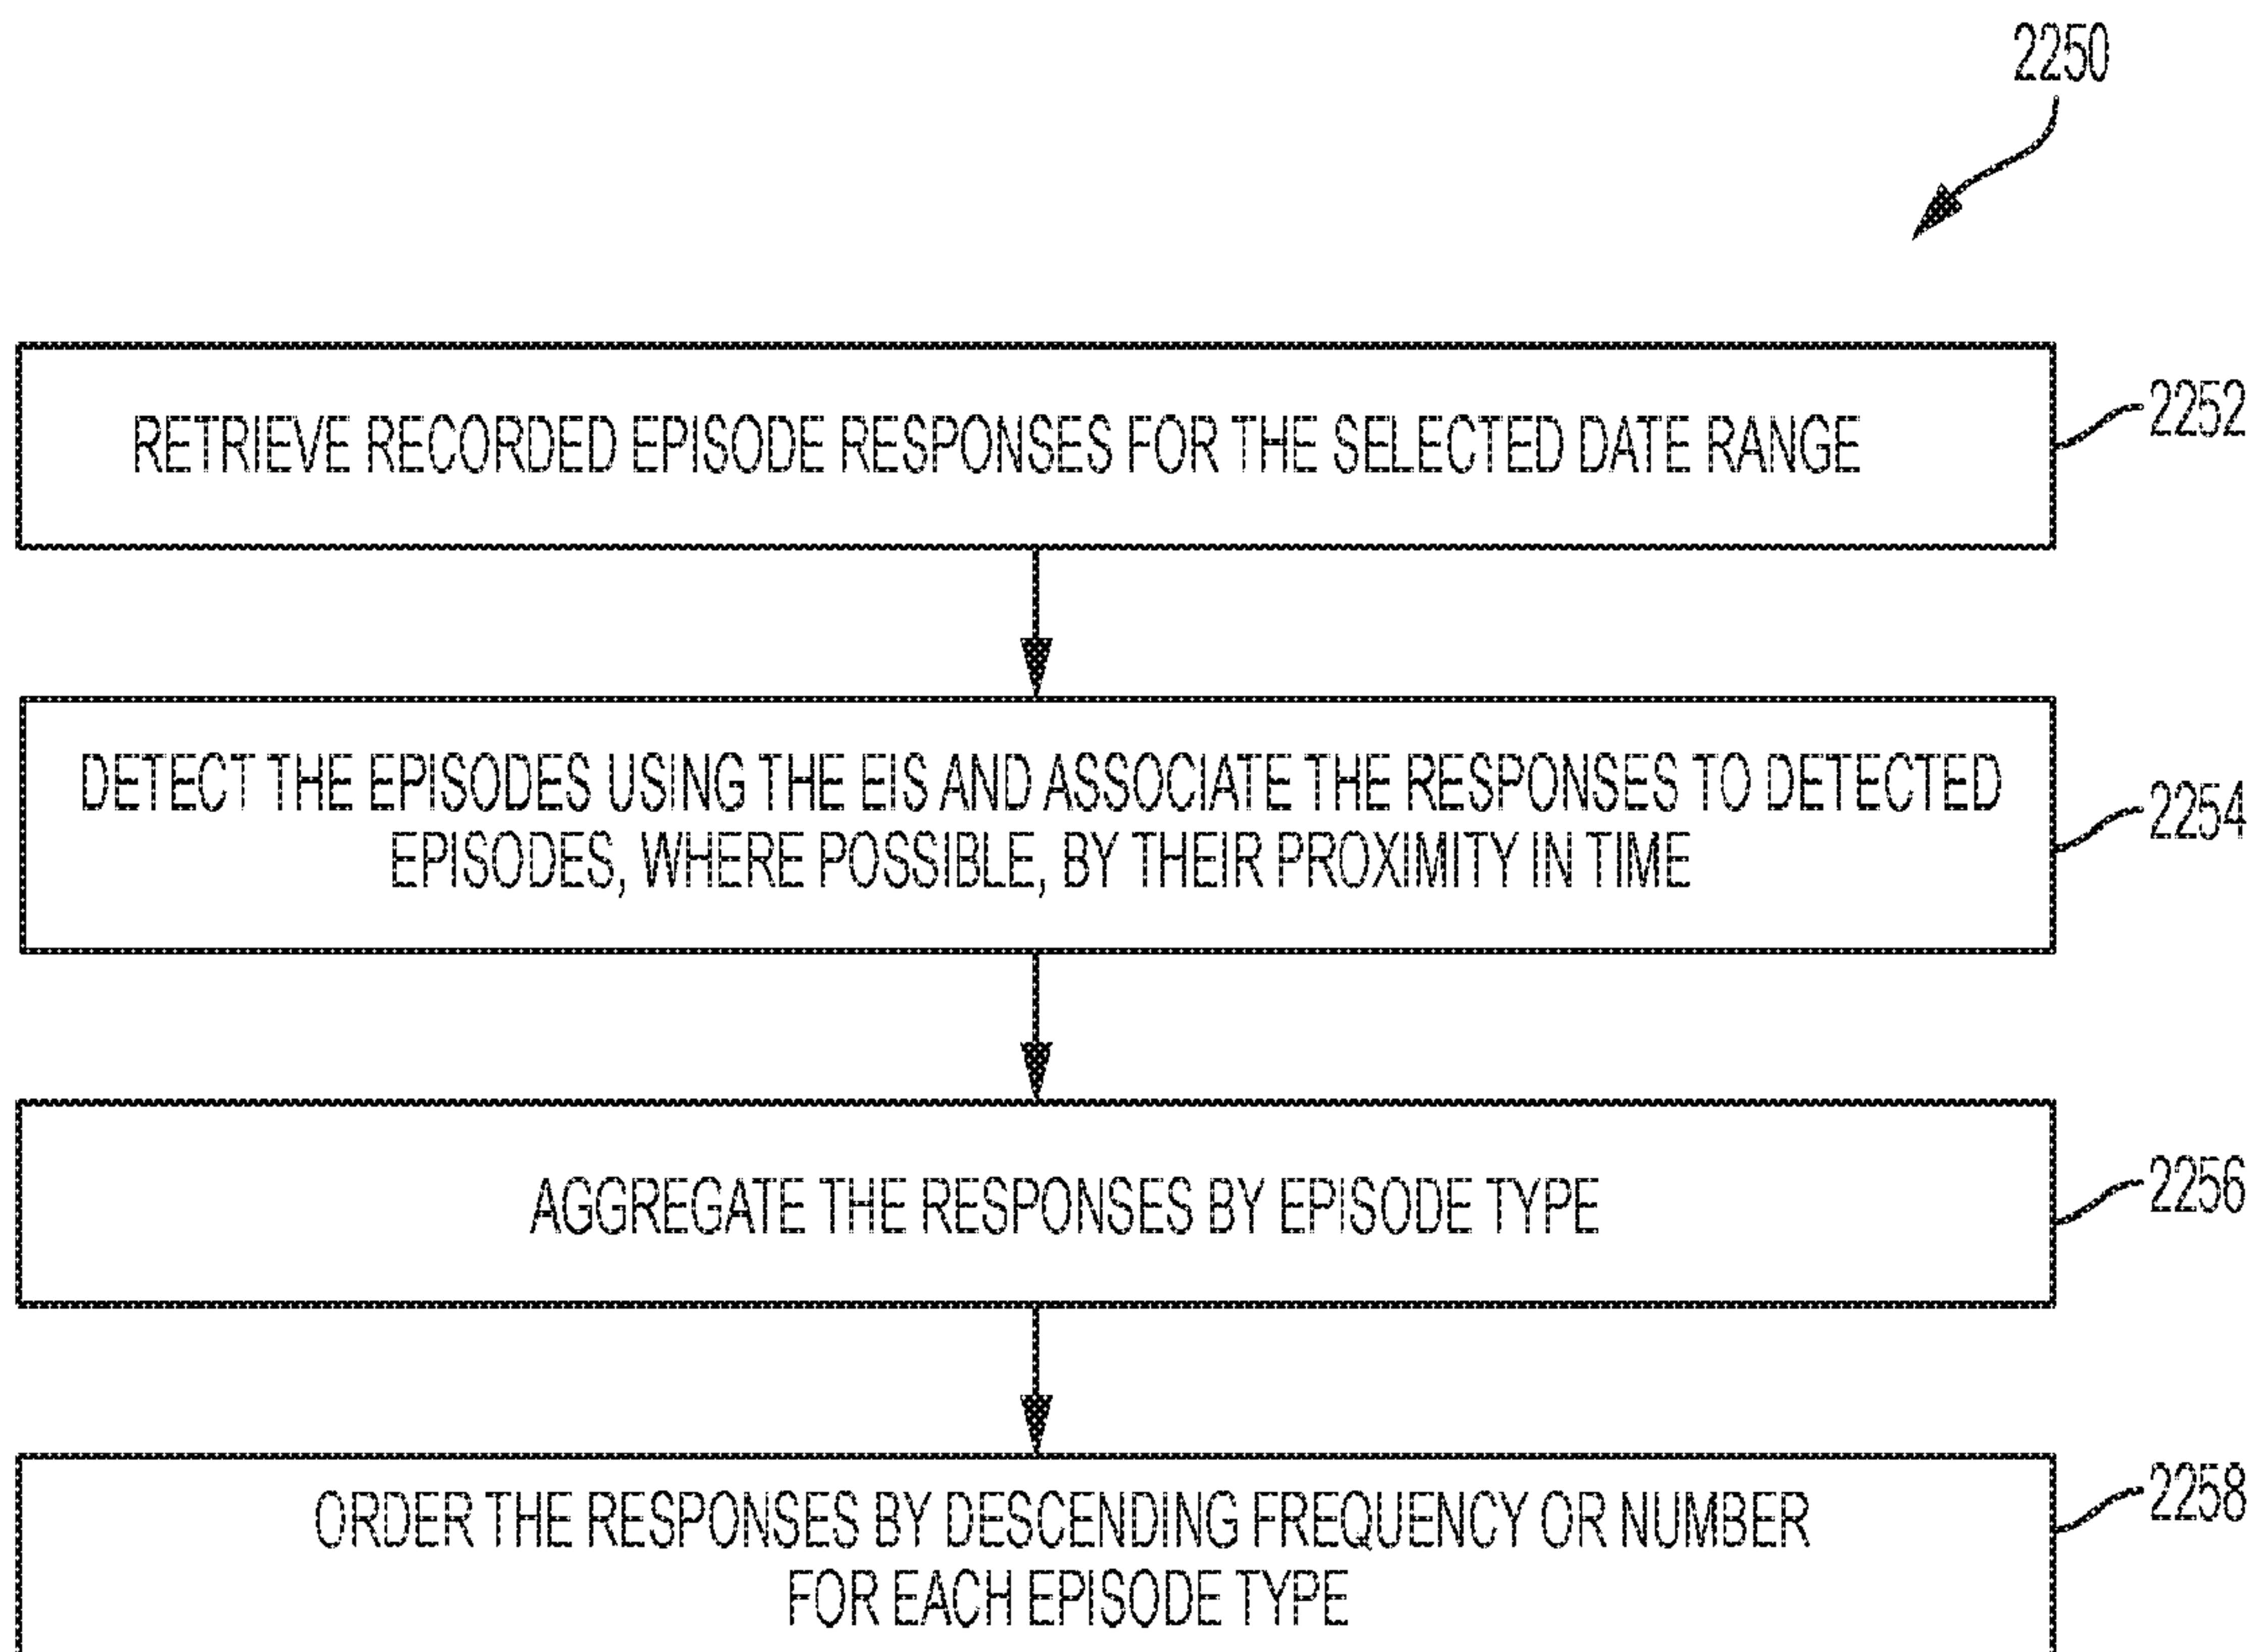 2250
RETRIEVE RECORDED EPISODE RESPONSES FOR THE SELECTED DATE RANGE
2252
DETECT THE EPISODES USING THE EIS AND ASSOCIATE THE RESPONSES TO DETECTED
EPISODES, WHERE POSSIBLE, BY THEIR PROXIMITY IN TIME
2254
AGGREGATE THE RESPONSES BY EPISODE TYPE
2256
ORDER THE RESPONSES BY DESCENDING FREQUENCY OR NUMBER
FOR EACH EPISODE TYPE
2258